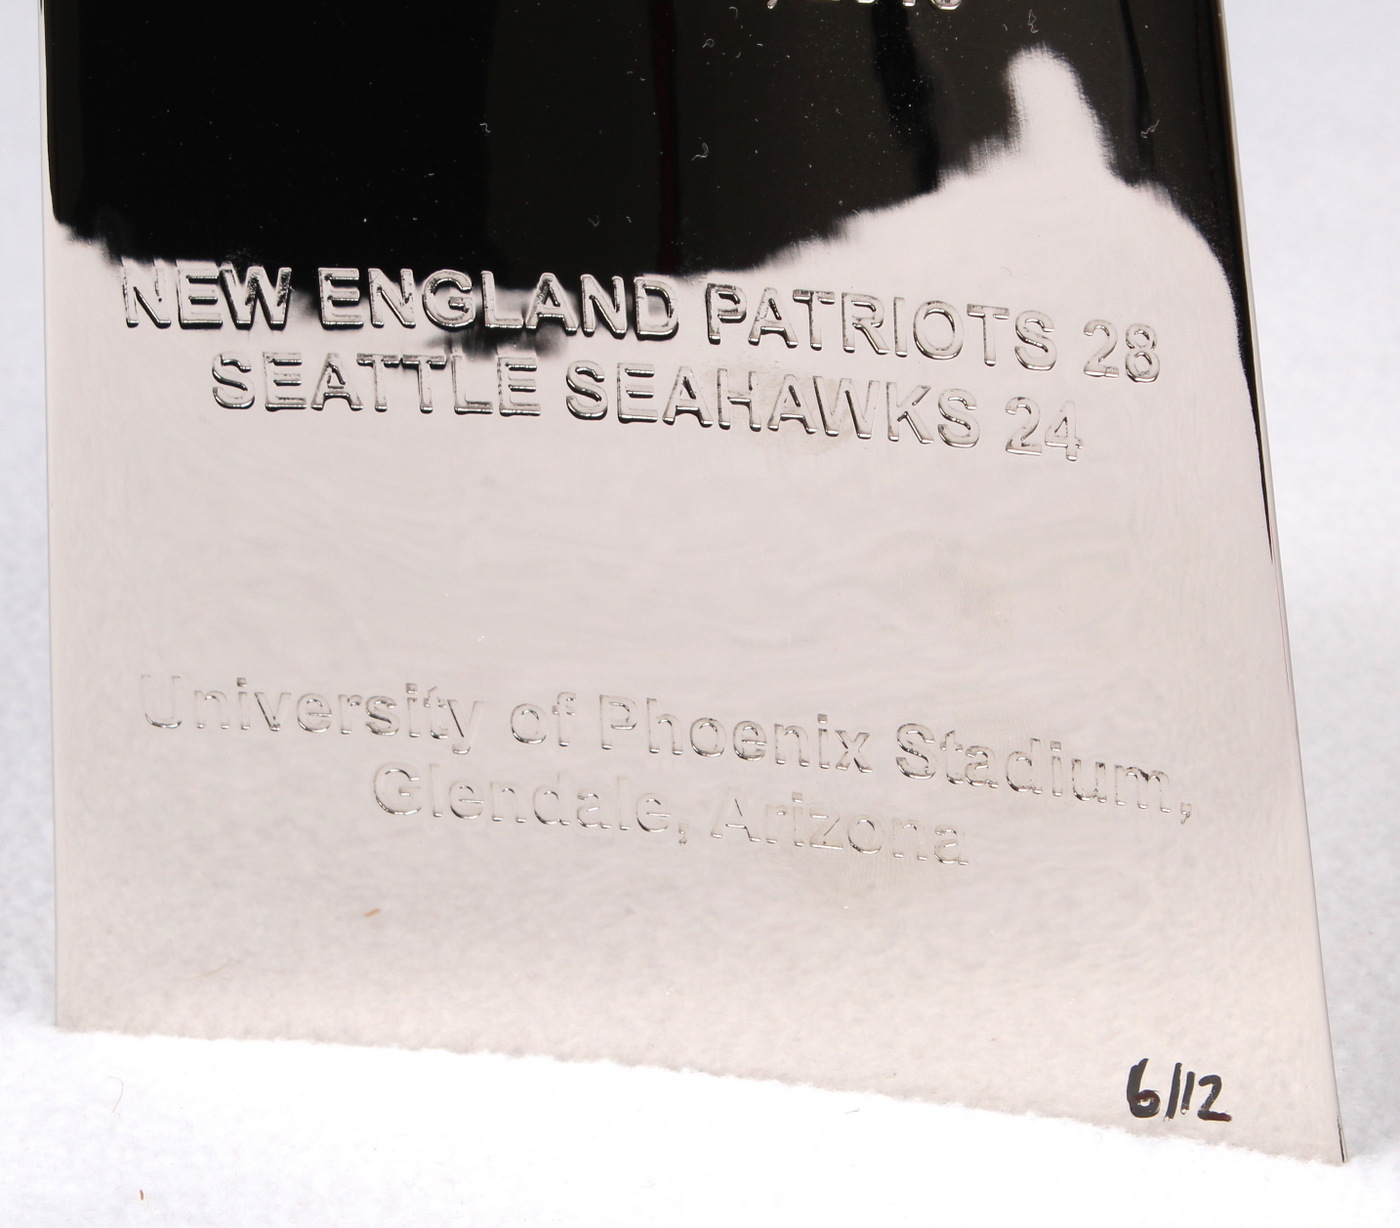 NEW ENGLAND PATRIOTS 28
SEATTLE SEAHAWKS 24
University of Phoenix Stadium,
Glendale, Arizona
6/12